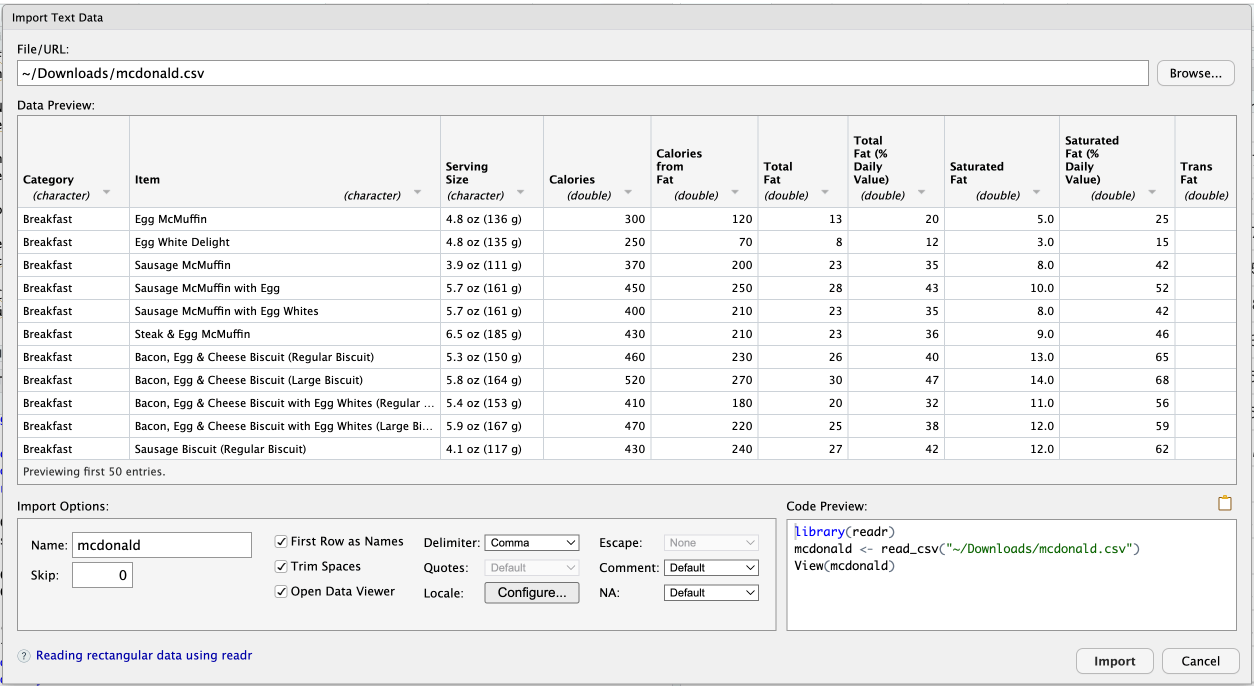 Import Text Data
File/URL:
~/Downloads/mcdonald.csv
Browse...
Data Preview:
Category (character)
Item (character)
Serving Size (character)
Calories (double)
Calories from Fat (double)
Total Fat (double)
Total Fat (% Daily Value) (double)
Saturated Fat (double)
Saturated Fat (% Daily Value) (double)
Trans Fat (double)
Breakfast Egg McMuffin 4.8 oz (136 g) 300 120 13 20 5.0 25
Breakfast Egg White Delight 4.8 oz (135 g) 250 70 8 12 3.0 15
Breakfast Sausage McMuffin 3.9 oz (111 g) 370 200 23 35 8.0 42
Breakfast Sausage McMuffin with Egg 5.7 oz (161 g) 450 250 28 43 10.0 52
Breakfast Sausage McMuffin with Egg Whites 5.7 oz (161 g) 400 210 23 35 8.0 42
Breakfast Steak & Egg McMuffin 6.5 oz (185 g) 430 210 23 36 9.0 46
Breakfast Bacon, Egg & Cheese Biscuit (Regular Biscuit) 5.3 oz (150 g) 460 230 26 40 13.0 65
Breakfast Bacon, Egg & Cheese Biscuit (Large Biscuit) 5.8 oz (164 g) 520 270 30 47 14.0 68
Breakfast Bacon, Egg & Cheese Biscuit with Egg Whites (Regular ... 5.4 oz (153 g) 410 180 20 32 11.0 56
Breakfast Bacon, Egg & Cheese Biscuit with Egg Whites (Large Bi... 5.9 oz (167 g) 470 220 25 38 12.0 59
Breakfast Sausage Biscuit (Regular Biscuit) 4.1 oz (117 g) 430 240 27 42 12.0 62
Previewing first 50 entries.
Import Options:
Name: mcdonald
Skip: 0
First Row as Names
Trim Spaces
Open Data Viewer
Delimiter: Comma
Quotes: Default
Locale: Configure...
Escape: None
Comment: Default
NA: Default
Code Preview:
library(readr)
mcdonald <- read_csv("~/Downloads/mcdonald.csv")
View(mcdonald)
? Reading rectangular data using readr
Import
Cancel